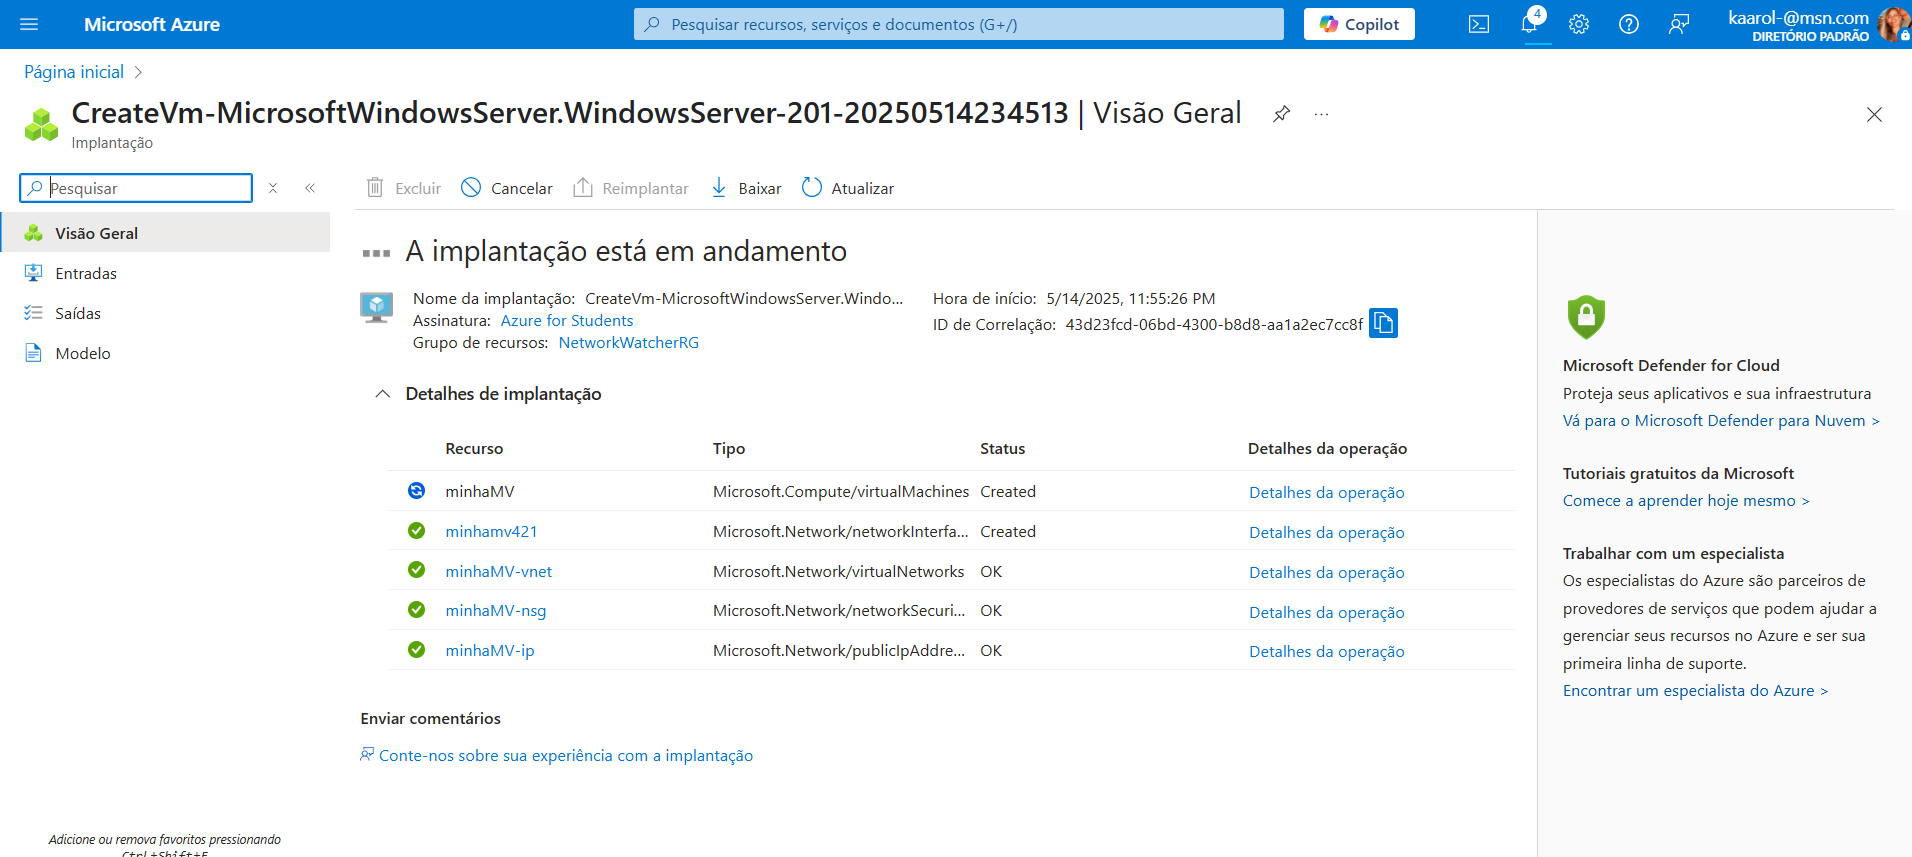 Microsoft Azure
Pesquisar recursos, serviços e documentos (G+/)
Copilot
4
kaarol-@msn.com
DIRETÓRIO PADRÃO
Página inicial
CreateVm-MicrosoftWindowsServer.WindowsServer-201-20250514234513 | Visão Geral
...
Implantação
Pesquisar
Excluir
Cancelar
Reimplantar
Baixar
Atualizar
Visão Geral
Entradas
Saídas
Modelo
A implantação está em andamento
Nome da implantação: CreateVm-MicrosoftWindowsServer.Windo...
Assinatura: Azure for Students
Grupo de recursos: NetworkWatcherRG
Hora de início: 5/14/2025, 11:55:26 PM
ID de Correlação: 43d23fcd-06bd-4300-b8d8-aa1a2ec7cc8f
Detalhes de implantação
Recurso Tipo Status Detalhes da operação
minhaMV Microsoft.Compute/virtualMachines Created Detalhes da operação
minhamv421 Microsoft.Network/networkInterfa... Created Detalhes da operação
minhaMV-vnet Microsoft.Network/virtualNetworks OK Detalhes da operação
minhaMV-nsg Microsoft.Network/networkSecuri... OK Detalhes da operação
minhaMV-ip Microsoft.Network/publicIpAddre... OK Detalhes da operação
Enviar comentários
Conte-nos sobre sua experiência com a implantação
Microsoft Defender for Cloud
Proteja seus aplicativos e sua infraestrutura
Vá para o Microsoft Defender para Nuvem >
Tutoriais gratuitos da Microsoft
Comece a aprender hoje mesmo >
Trabalhar com um especialista
Os especialistas do Azure são parceiros de
provedores de serviços que podem ajudar a
gerenciar seus recursos no Azure e ser sua
primeira linha de suporte.
Encontrar um especialista do Azure >
Adicione ou remova favoritos pressionando
Ctrl+Shift+F